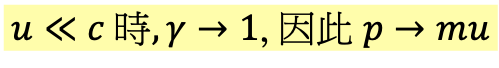 u ≪ c 時, γ → 1, 因此 p → mu